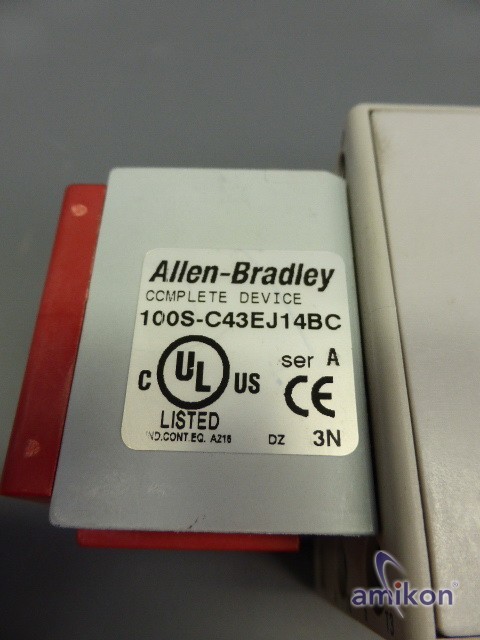 Allen-Bradley
COMPLETE DEVICE
100S-C43EJ14BC
ser A
C UL US
CE
LISTED
IND.CONT.EQ. A216
DZ 3N
amikon®